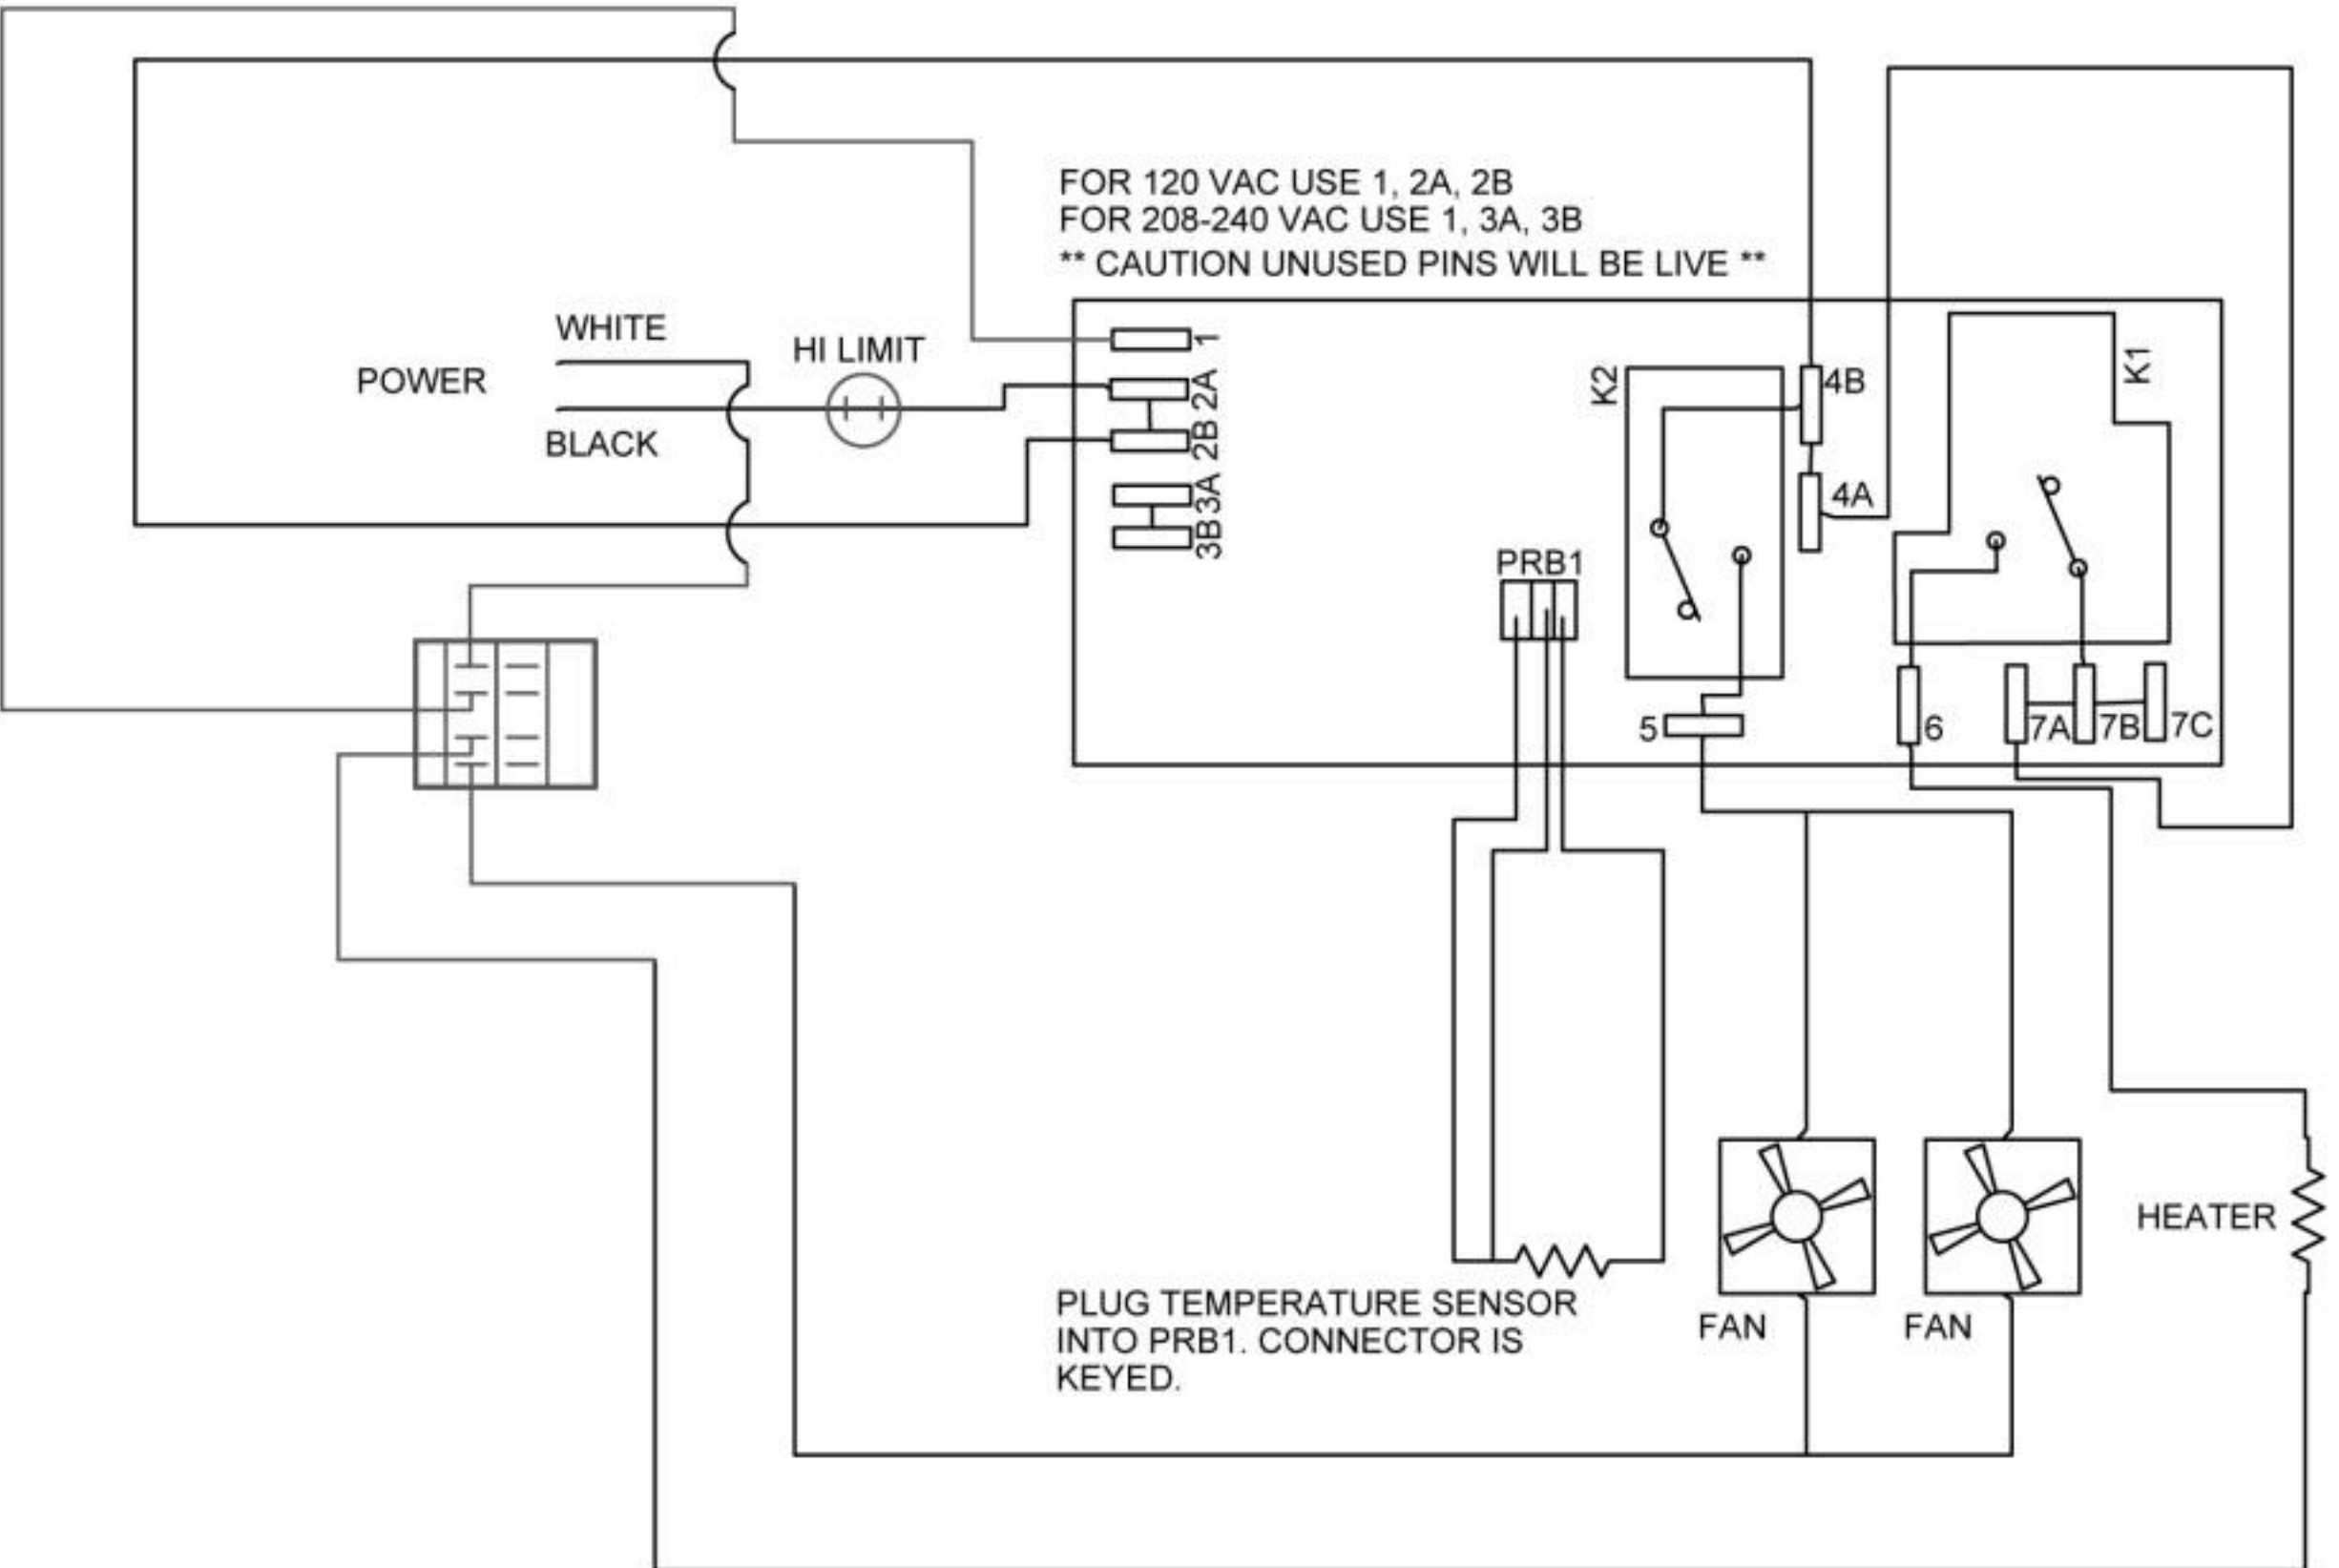 FOR 120 VAC USE 1, 2A, 2B
FOR 208-240 VAC USE 1, 3A, 3B
** CAUTION UNUSED PINS WILL BE LIVE **
WHITE
POWER
BLACK
HI LIMIT
1
2A
2B
3A
3B
K2
4B
4A
K1
PRB1
5
6
7A
7B
7C
HEATER
PLUG TEMPERATURE SENSOR
INTO PRB1. CONNECTOR IS
KEYED.
FAN
FAN